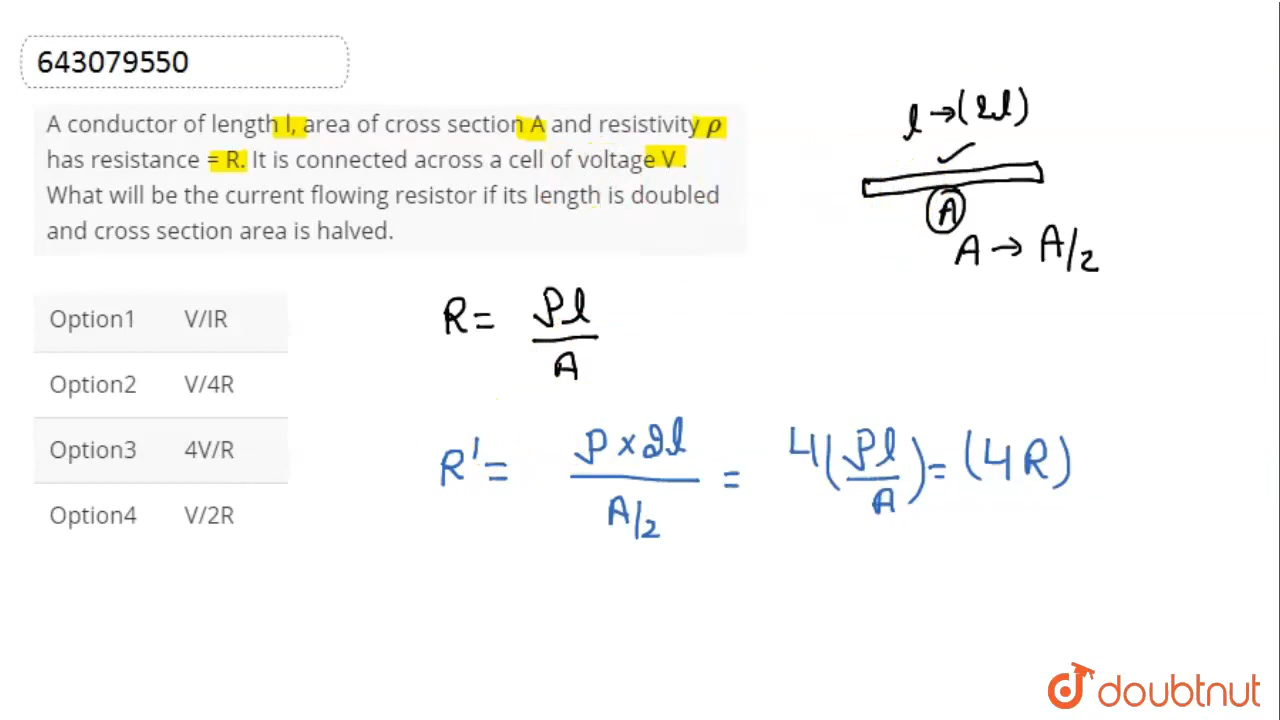 643079550
A conductor of length l, area of cross section A and resistivity ρ
has resistance = R. It is connected across a cell of voltage V .
What will be the current flowing resistor if its length is doubled
and cross section area is halved.
l → (2l)
A
A → A/2
Option1 V/IR
Option2 V/4R
Option3 4V/R
Option4 V/2R
R = ρl/A
R' = ρ × 2l / A/2 = 4(ρl/A) = (4R)
doubtnut